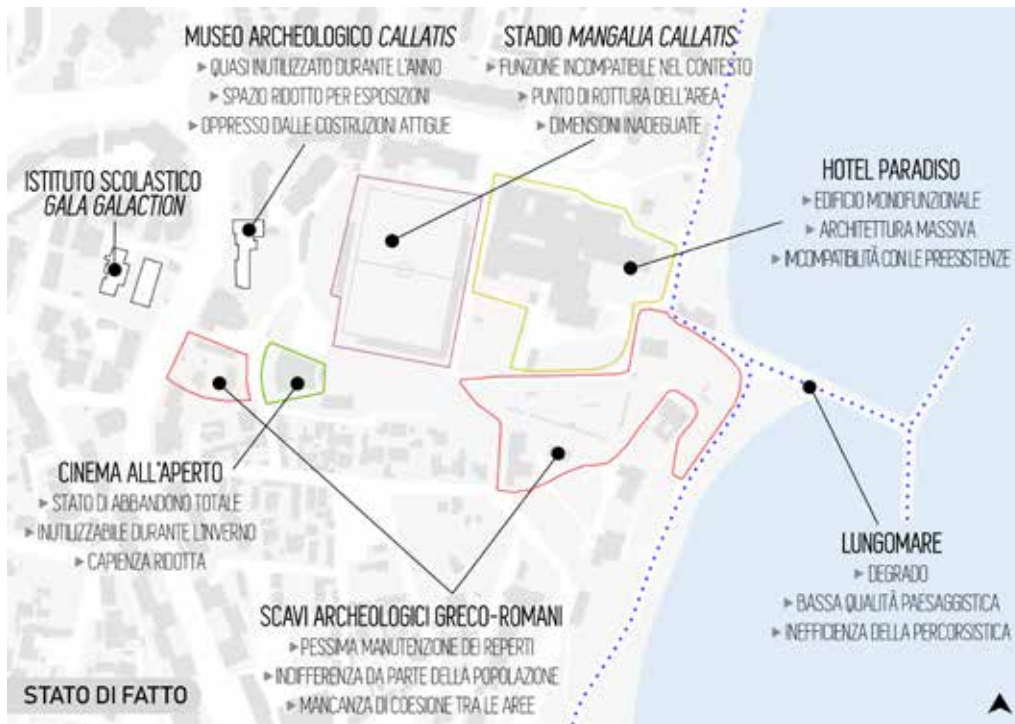 MUSEO ARCHEOLOGICO CALLATIS
▸ QUASI INUTILIZZATO DURANTE L'ANNO
▸ SPAZIO RIDOTTO PER ESPOSIZIONI
▸ OPPRESSO DALLE COSTRUZIONI ATTIGUE
STADIO MANGALIA CALLATIS
▸ FUNZIONE INCOMPATIBILE NEL CONTESTO
▸ PUNTO DI ROTTURA DELL'AREA
▸ DIMENSIONI INADEGUATE
ISTITUTO SCOLASTICO
GALA GALACTION
HOTEL PARADISO
▸ EDIFICIO MONOFUNZIONALE
▸ ARCHITETTURA MASSIVA
▸ INCOMPATIBILITÀ CON LE PREESISTENZE
CINEMA ALL'APERTO
▸ STATO DI ABBANDONO TOTALE
▸ INUTILIZZABILE DURANTE L'INVERNO
▸ CAPIENZA RIDOTTA
LUNGOMARE
▸ DEGRADO
▸ BASSA QUALITÀ PAESAGGISTICA
▸ INEFFICIENZA DELLA PERCORSISTICA
SCAVI ARCHEOLOGICI GRECO-ROMANI
▸ PESSIMA MANUTENZIONE DEI REPERTI
▸ INDIFFERENZA DA PARTE DELLA POPOLAZIONE
▸ MANCANZA DI COESIONE TRA LE AREE
STATO DI FATTO